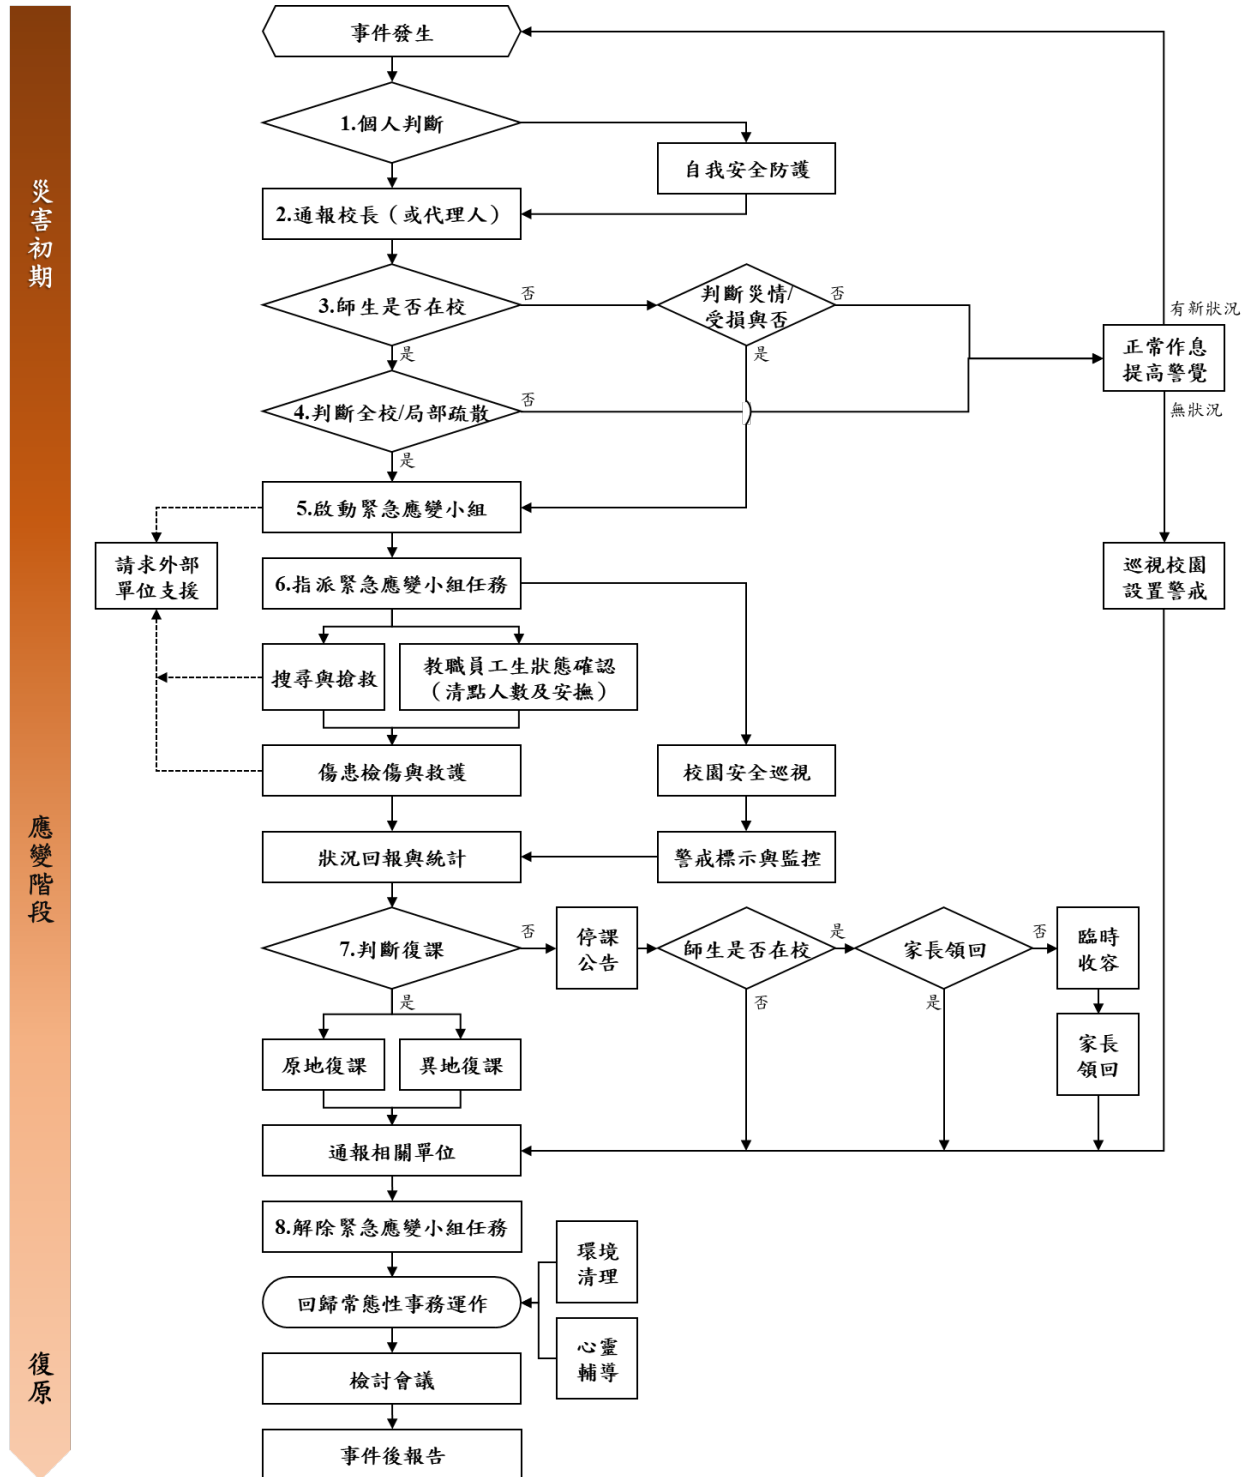 災害初期
應變階段
復原
事件發生
1.個人判斷
自我安全防護
2.通報校長（或代理人）
3.師生是否在校
否
是
判斷災情/
受損與否
否
是
有新狀況
正常作息
提高警覺
無狀況
4.判斷全校/局部疏散
否
是
5.啟動緊急應變小組
請求外部
單位支援
巡視校園
設置警戒
6.指派緊急應變小組任務
搜尋與搶救
教職員工生狀態確認
（清點人數及安撫）
傷患檢傷與救護
校園安全巡視
狀況回報與統計
警戒標示與監控
7.判斷復課
否
是
停課
公告
師生是否在校
是
否
家長領回
否
是
臨時
收容
家長
領回
原地復課
異地復課
通報相關單位
8.解除緊急應變小組任務
環境
清理
回歸常態性事務運作
心靈
輔導
檢討會議
事件後報告